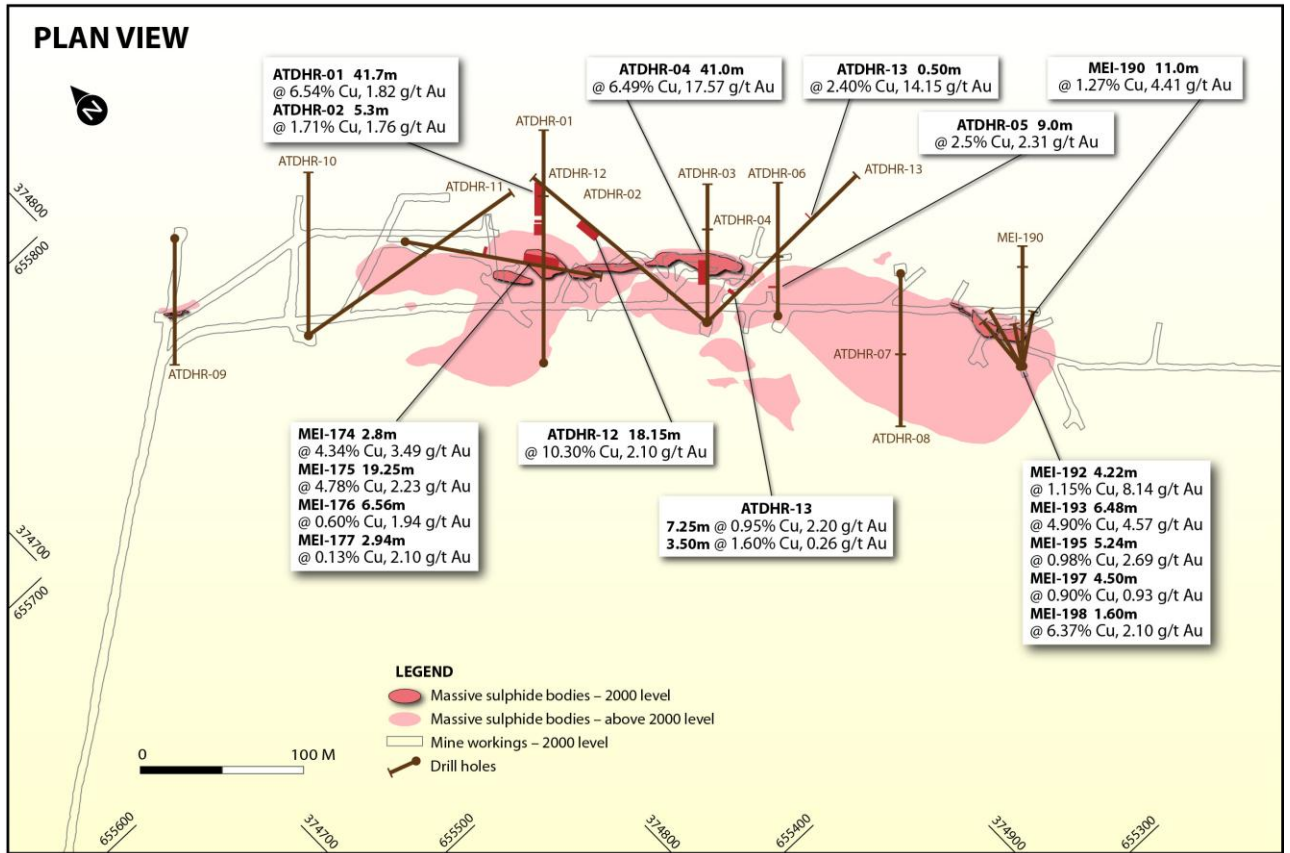 PLAN VIEW
N
ATDHR-01 41.7m
@ 6.54% Cu, 1.82 g/t Au
ATDHR-02 5.3m
@ 1.71% Cu, 1.76 g/t Au
ATDHR-04 41.0m
@ 6.49% Cu, 17.57 g/t Au
ATDHR-13 0.50m
@ 2.40% Cu, 14.15 g/t Au
MEI-190 11.0m
@ 1.27% Cu, 4.41 g/t Au
ATDHR-05 9.0m
@ 2.5% Cu, 2.31 g/t Au
ATDHR-01
ATDHR-10
ATDHR-11
ATDHR-12
ATDHR-02
ATDHR-03
ATDHR-06
ATDHR-13
ATDHR-04
MEI-190
374800
655800
ATDHR-09
ATDHR-07
ATDHR-08
MEI-174 2.8m
@ 4.34% Cu, 3.49 g/t Au
MEI-175 19.25m
@ 4.78% Cu, 2.23 g/t Au
MEI-176 6.56m
@ 0.60% Cu, 1.94 g/t Au
MEI-177 2.94m
@ 0.13% Cu, 2.10 g/t Au
ATDHR-12 18.15m
@ 10.30% Cu, 2.10 g/t Au
ATDHR-13
7.25m @ 0.95% Cu, 2.20 g/t Au
3.50m @ 1.60% Cu, 0.26 g/t Au
MEI-192 4.22m
@ 1.15% Cu, 8.14 g/t Au
MEI-193 6.48m
@ 4.90% Cu, 4.57 g/t Au
MEI-195 5.24m
@ 0.98% Cu, 2.69 g/t Au
MEI-197 4.50m
@ 0.90% Cu, 0.93 g/t Au
MEI-198 1.60m
@ 6.37% Cu, 2.10 g/t Au
374700
655700
LEGEND
Massive sulphide bodies – 2000 level
Massive sulphide bodies – above 2000 level
Mine workings – 2000 level
Drill holes
0 100 M
655600
374700
655500
374800
655400
374900
655300